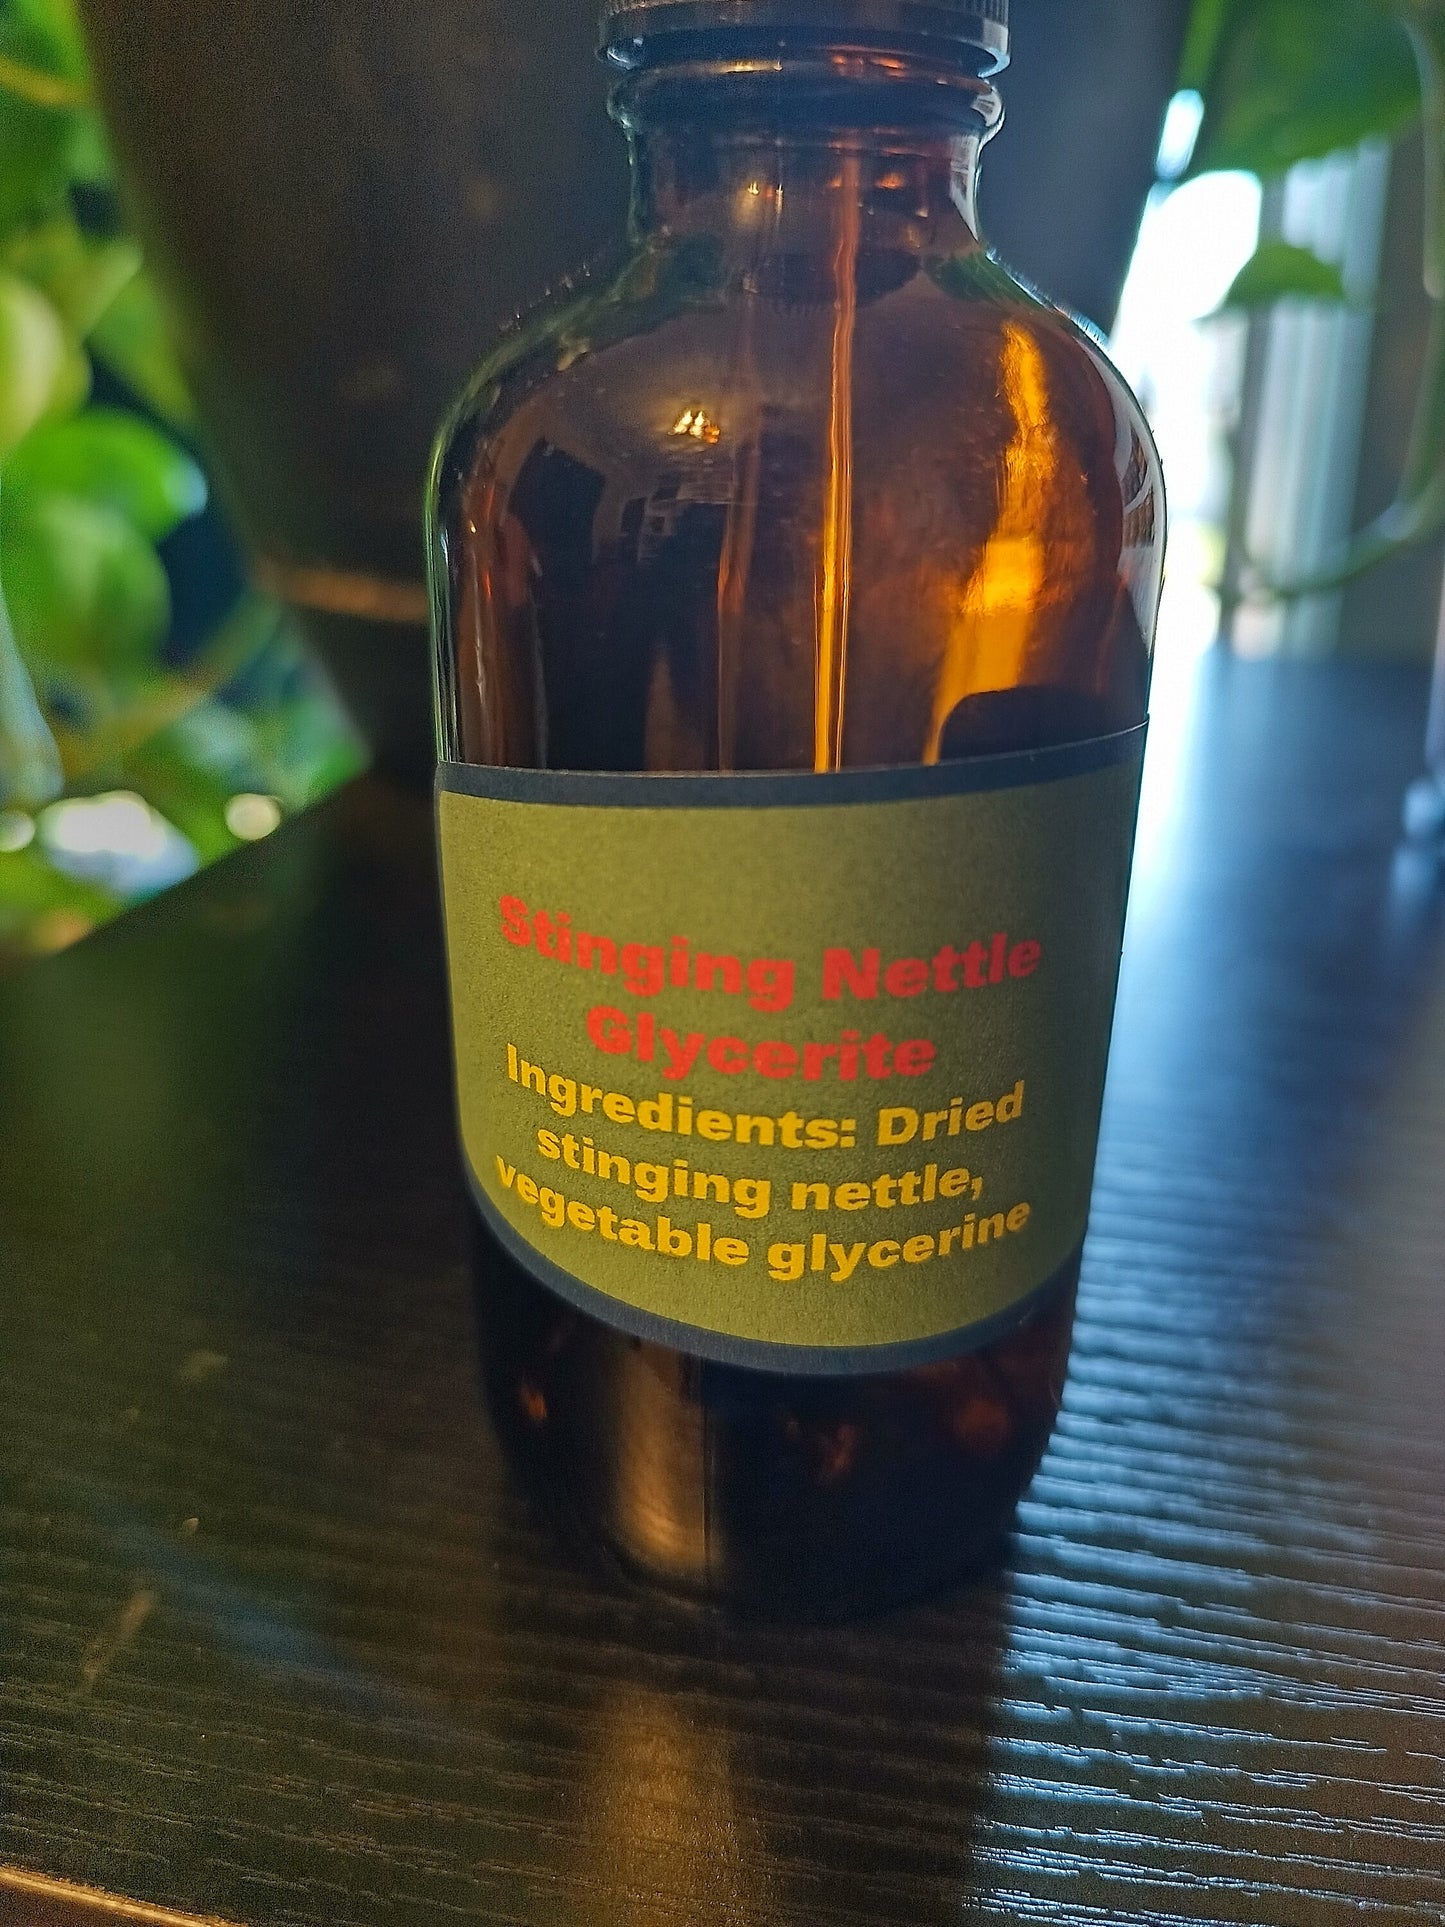 Stinging Nettle
Glycerite
Ingredients: Dried
stinging nettle,
vegetable glycerine